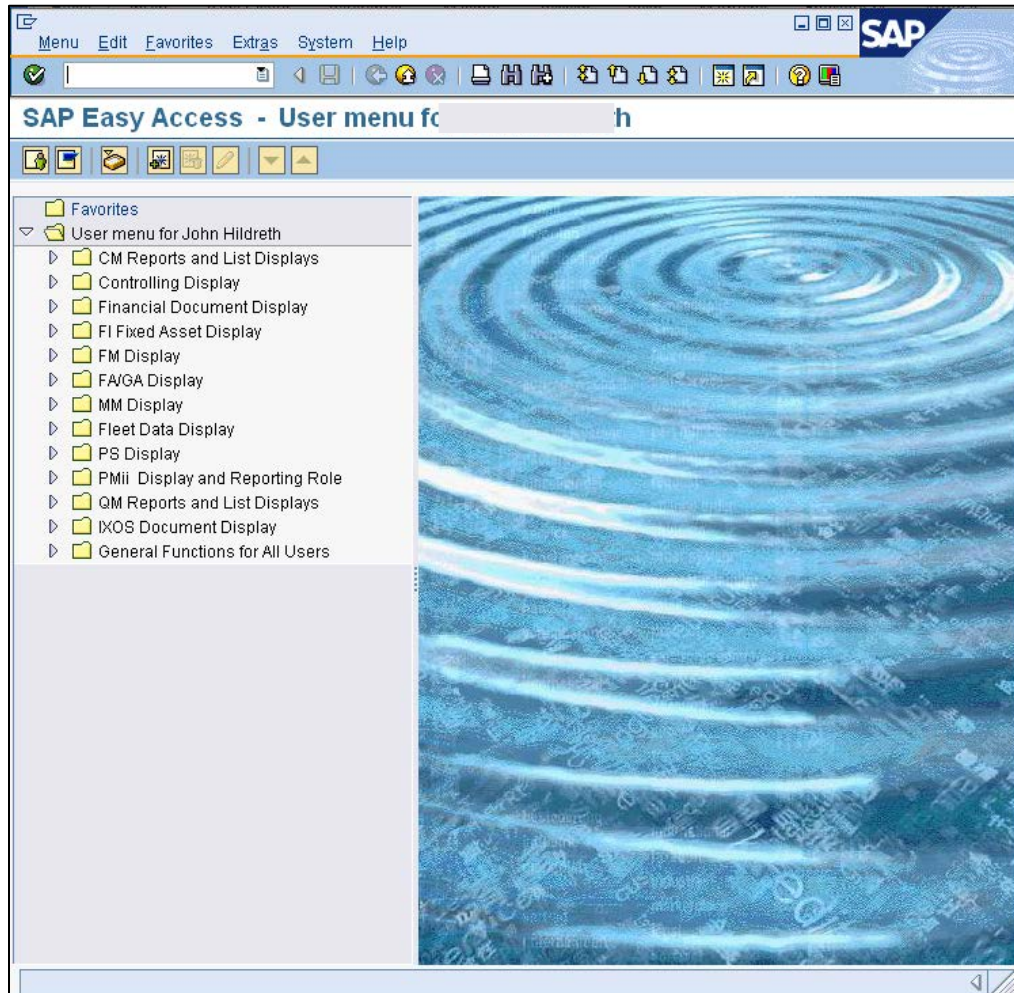 Menu Edit Favorites Extras System Help
SAP
SAP Easy Access - User menu fo h
Favorites
User menu for John Hildreth
CM Reports and List Displays
Controlling Display
Financial Document Display
FI Fixed Asset Display
FM Display
FA/GA Display
MM Display
Fleet Data Display
PS Display
PMii Display and Reporting Role
QM Reports and List Displays
IXOS Document Display
General Functions for All Users